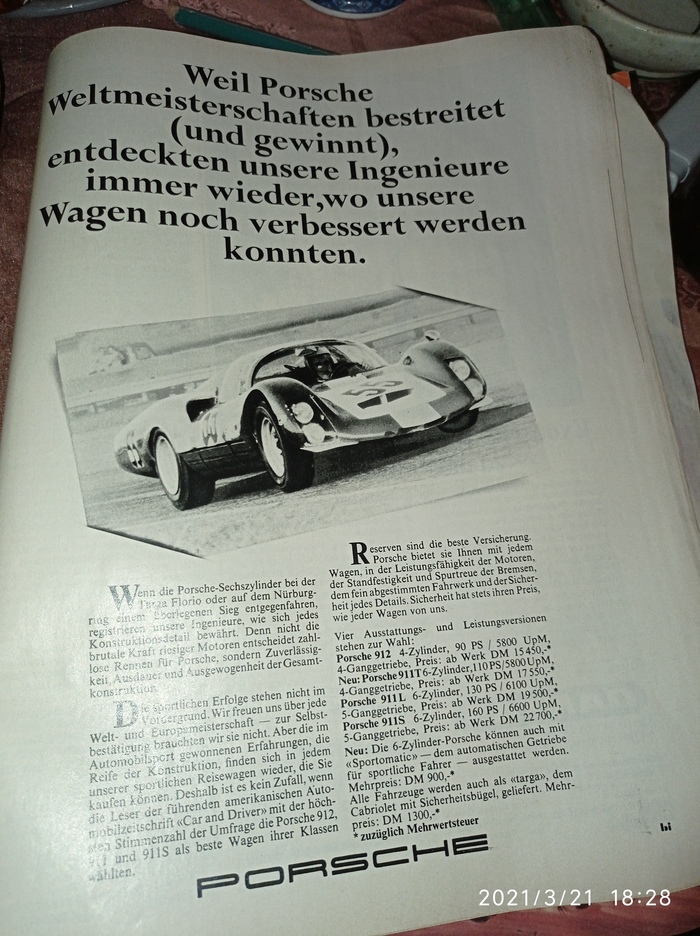 Weil Porsche
Weltmeisterschaften bestreitet
(und gewinnt),
entdeckten unsere Ingenieure
immer wieder,wo unsere
Wagen noch verbessert werden
konnten.
Wenn die Porsche-Sechszylinder bei der
Targa Florio oder auf dem Nürburg-
ring einem überlegenen Sieg entgegenfahren,
registrieren unsere Ingenieure, wie sich jedes
Konstruktionsdetail bewährt. Denn nicht die
brutale Kraft riesiger Motoren entscheidet zahl-
lose Rennen für Porsche, sondern Zuverlässig-
keit, Ausdauer und Ausgewogenheit der Gesamt-
konstruktion.
Die sportlichen Erfolge stehen nicht im
Vordergrund. Wir freuen uns über jede
Welt- und Europameisterschaft — zur Selbst-
bestätigung brauchten wir sie nicht. Aber die im
Automobilsport gewonnenen Erfahrungen, die
Reife der Konstruktion, finden sich in jedem
unserer sportlichen Reisewagen wieder, die Sie
kaufen können. Deshalb ist es kein Zufall, wenn
die Leser der führenden amerikanischen Auto-
mobilzeitschrift «Car and Driver» mit der höch-
sten Stimmenzahl der Umfrage die Porsche 912,
911 und 911S als beste Wagen ihrer Klassen
wählten.
Reserven sind die beste Versicherung.
Porsche bietet sie Ihnen mit jedem
Wagen, in der Leistungsfähigkeit der Motoren,
der Standfestigkeit und Spurtreue der Bremsen,
dem fein abgestimmten Fahrwerk und der Sicher-
heit jedes Details. Sicherheit hat stets ihren Preis,
wie jeder Wagen von uns.
Vier Ausstattungs- und Leistungsversionen
stehen zur Wahl:
Porsche 912 4-Zylinder, 90 PS / 5800 UpM,
4-Ganggetriebe, Preis: ab Werk DM 15450,-*
Neu: Porsche 911T 6-Zylinder,110 PS/5800UpM,
4-Ganggetriebe, Preis: ab Werk DM 17550,-*
Porsche 911L 6-Zylinder, 130 PS / 6100 UpM,
5-Ganggetriebe, Preis: ab Werk DM 19500,-*
Porsche 911S 6-Zylinder, 160 PS / 6600 UpM,
5-Ganggetriebe, Preis: ab Werk DM 22700,-*
Neu: Die 6-Zylinder-Porsche können auch mit
«Sportomatic» — dem automatischen Getriebe
für sportliche Fahrer — ausgestattet werden.
Mehrpreis: DM 900,-*
Alle Fahrzeuge werden auch als «targa», dem
Cabriolet mit Sicherheitsbügel, geliefert. Mehr-
preis: DM 1300,-*
* zuzüglich Mehrwertsteuer
PORSCHE
2021/3/21 18:28